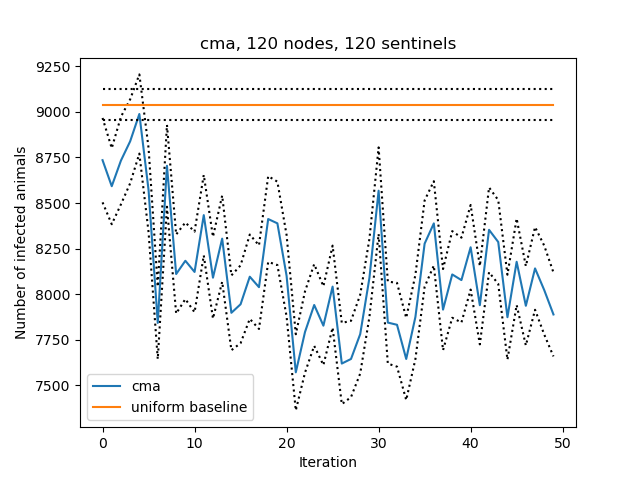 cma, 120 nodes, 120 sentinels
Number of infected animals
9250
9000
8750
8500
8250
8000
7750
7500
cma
uniform baseline
0 10 20 30 40 50
Iteration